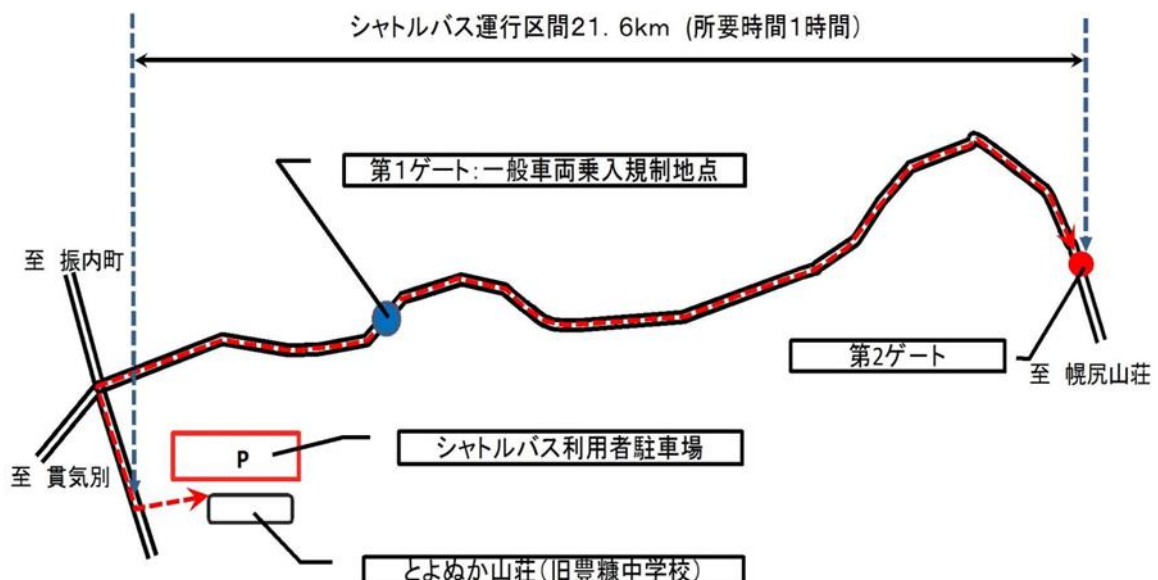 シャトルバス運行区間21．6km (所要時間1時間)
第1ゲート:一般車両乗入規制地点
至 振内町
第2ゲート
至 幌尻山荘
シャトルバス利用者駐車場
P
至 貫気別
とよぬか山荘(旧豊糠中学校)